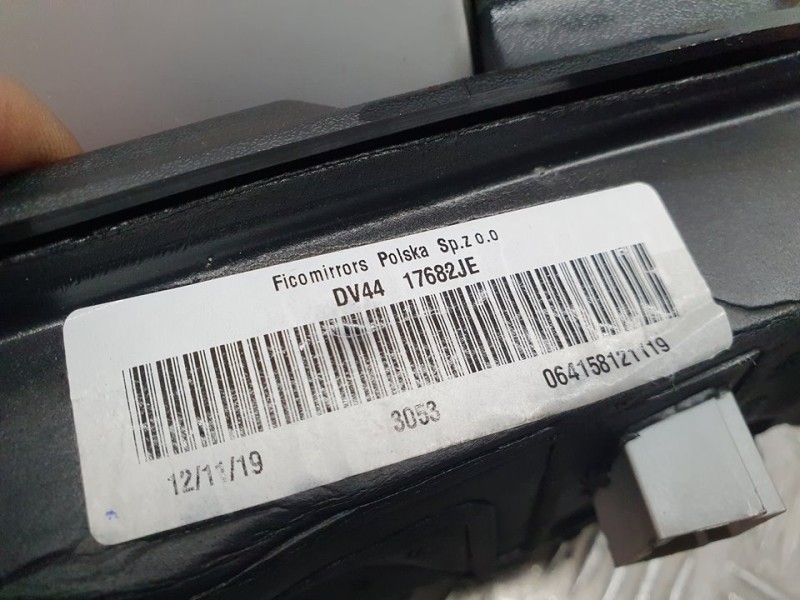 Ficomirrors Polska Sp.z o.o
DV44 17682JE
12/11/19 3053 064158121119